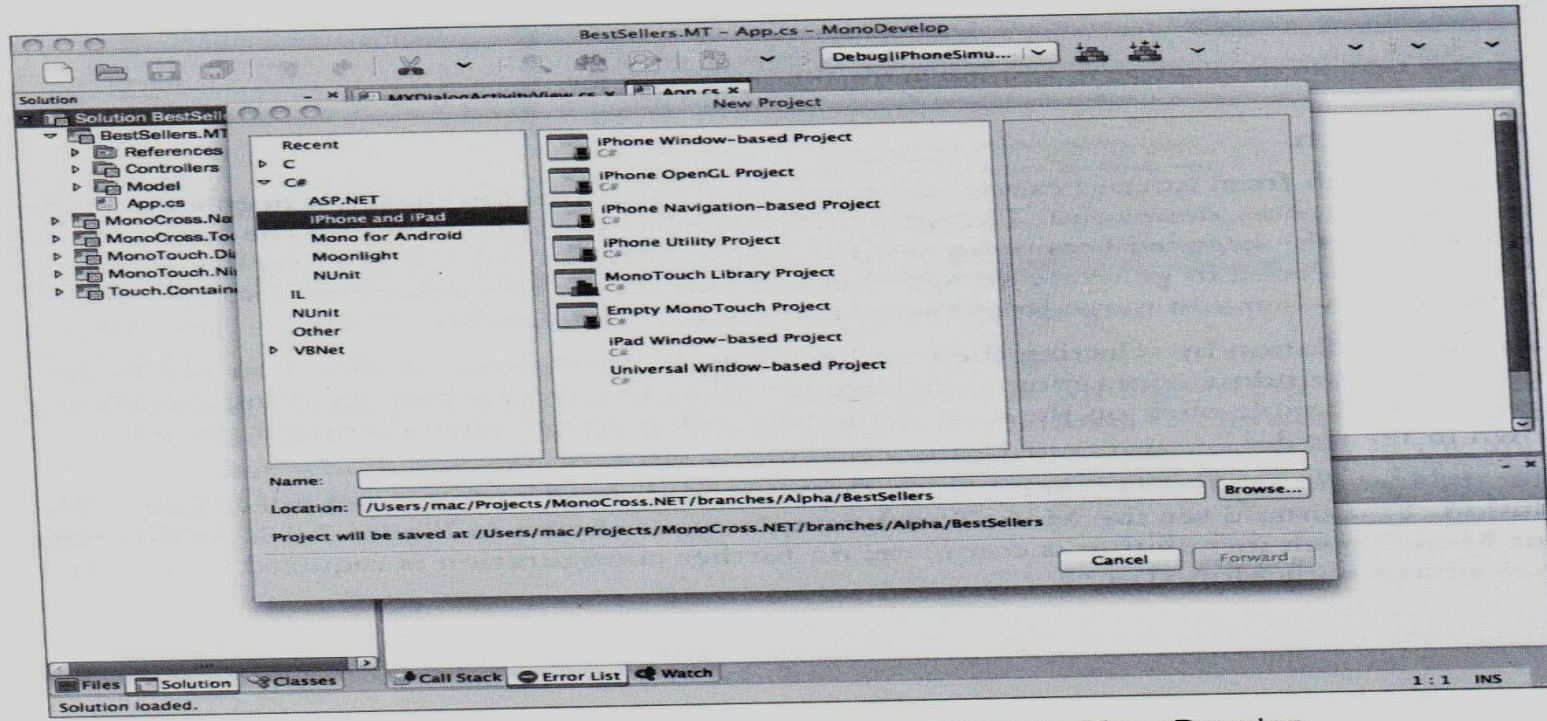 BestSellers.MT – App.cs – MonoDevelop
Debug|iPhoneSimu...
Solution
MXDialogActivityView.cs
App.cs
New Project
Solution BestSelle
BestSellers.MT
References
Controllers
Model
App.cs
MonoCross.Na
MonoCross.Tou
MonoTouch.Dia
MonoTouch.Ni
Touch.Contain
Recent
C
C#
ASP.NET
iPhone and iPad
Mono for Android
Moonlight
NUnit
IL
NUnit
Other
VBNet
iPhone Window-based Project
C#
iPhone OpenGL Project
C#
iPhone Navigation-based Project
C#
iPhone Utility Project
C#
MonoTouch Library Project
C#
Empty MonoTouch Project
C#
iPad Window-based Project
C#
Universal Window-based Project
C#
Name:
Location: /Users/mac/Projects/MonoCross.NET/branches/Alpha/BestSellers Browse...
Project will be saved at /Users/mac/Projects/MonoCross.NET/branches/Alpha/BestSellers
Cancel Forward
Files Solution Classes
Call Stack Error List Watch
Solution loaded.
1 : 1 INS